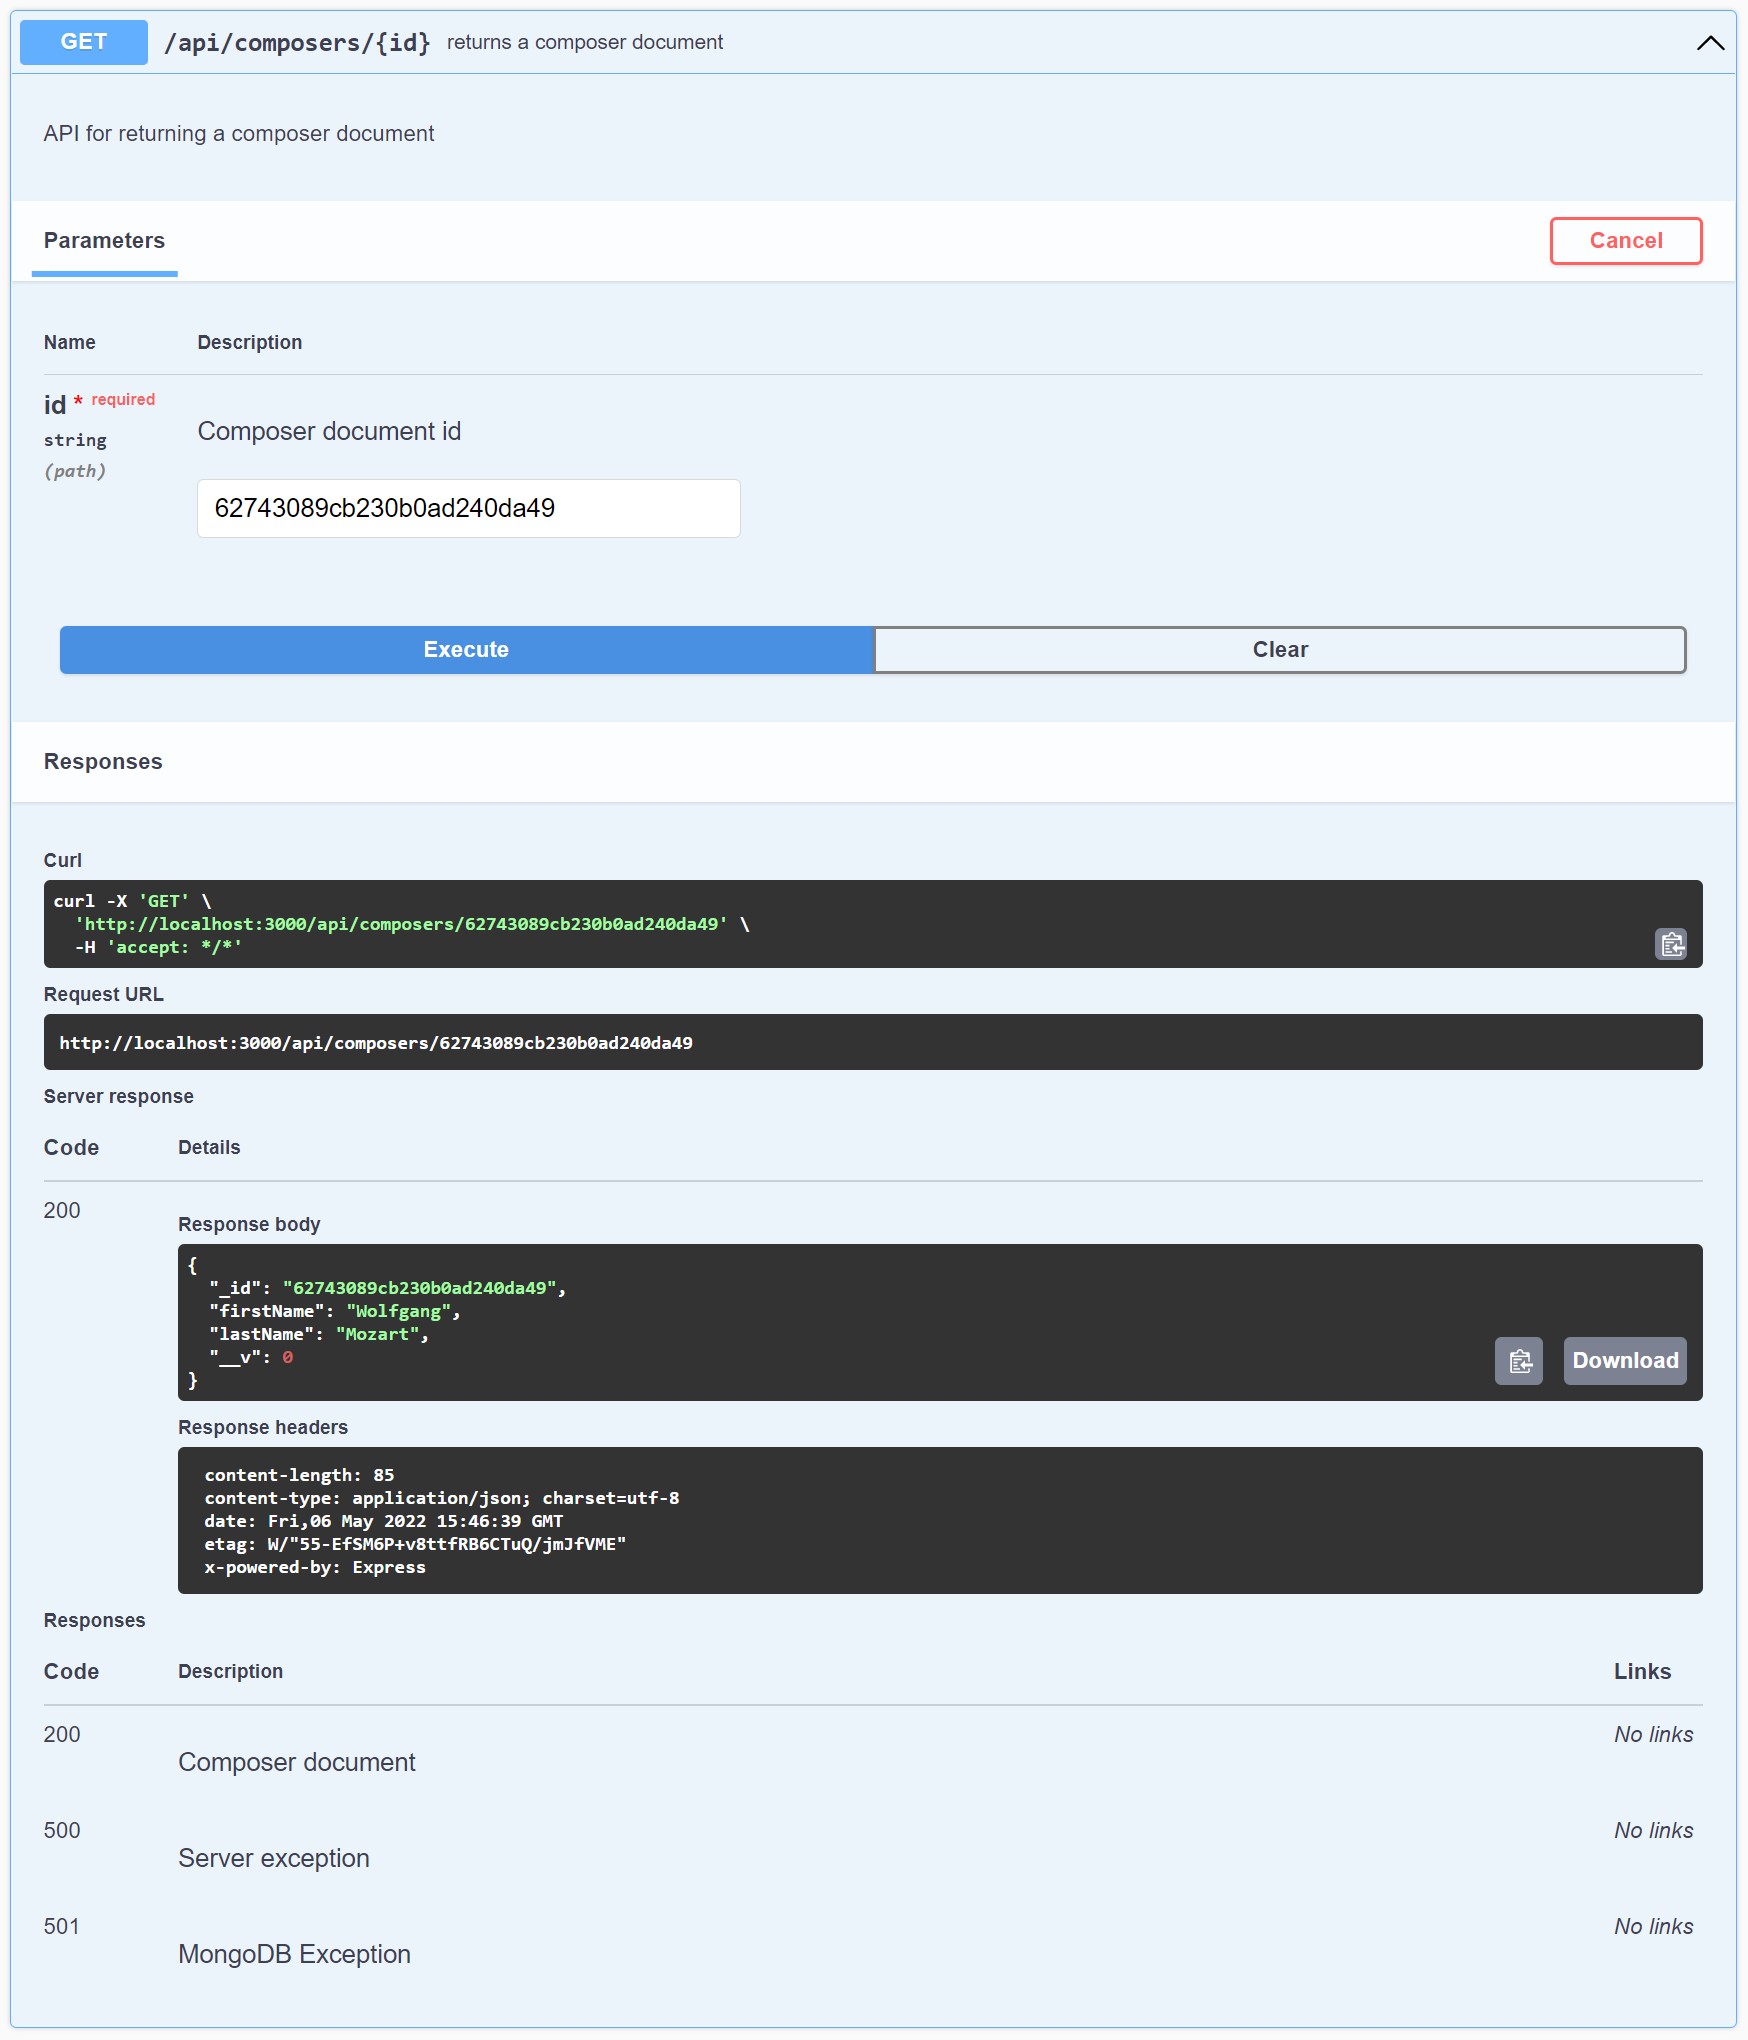 GET /api/composers/{id} returns a composer document
API for returning a composer document
Parameters Cancel
Name Description
id * required
string
(path)
Composer document id
62743089cb230b0ad240da49
Execute Clear
Responses
Curl
curl -X 'GET' \
'http://localhost:3000/api/composers/62743089cb230b0ad240da49' \
-H 'accept: */*'
Request URL
http://localhost:3000/api/composers/62743089cb230b0ad240da49
Server response
Code Details
200
Response body
{
"_id": "62743089cb230b0ad240da49",
"firstName": "Wolfgang",
"lastName": "Mozart",
"__v": 0
}
Download
Response headers
content-length: 85
content-type: application/json; charset=utf-8
date: Fri,06 May 2022 15:46:39 GMT
etag: W/"55-EfSM6P+v8ttfRB6CTuQ/jmJfVME"
x-powered-by: Express
Responses
Code Description Links
200 No links
Composer document
500 No links
Server exception
501 No links
MongoDB Exception